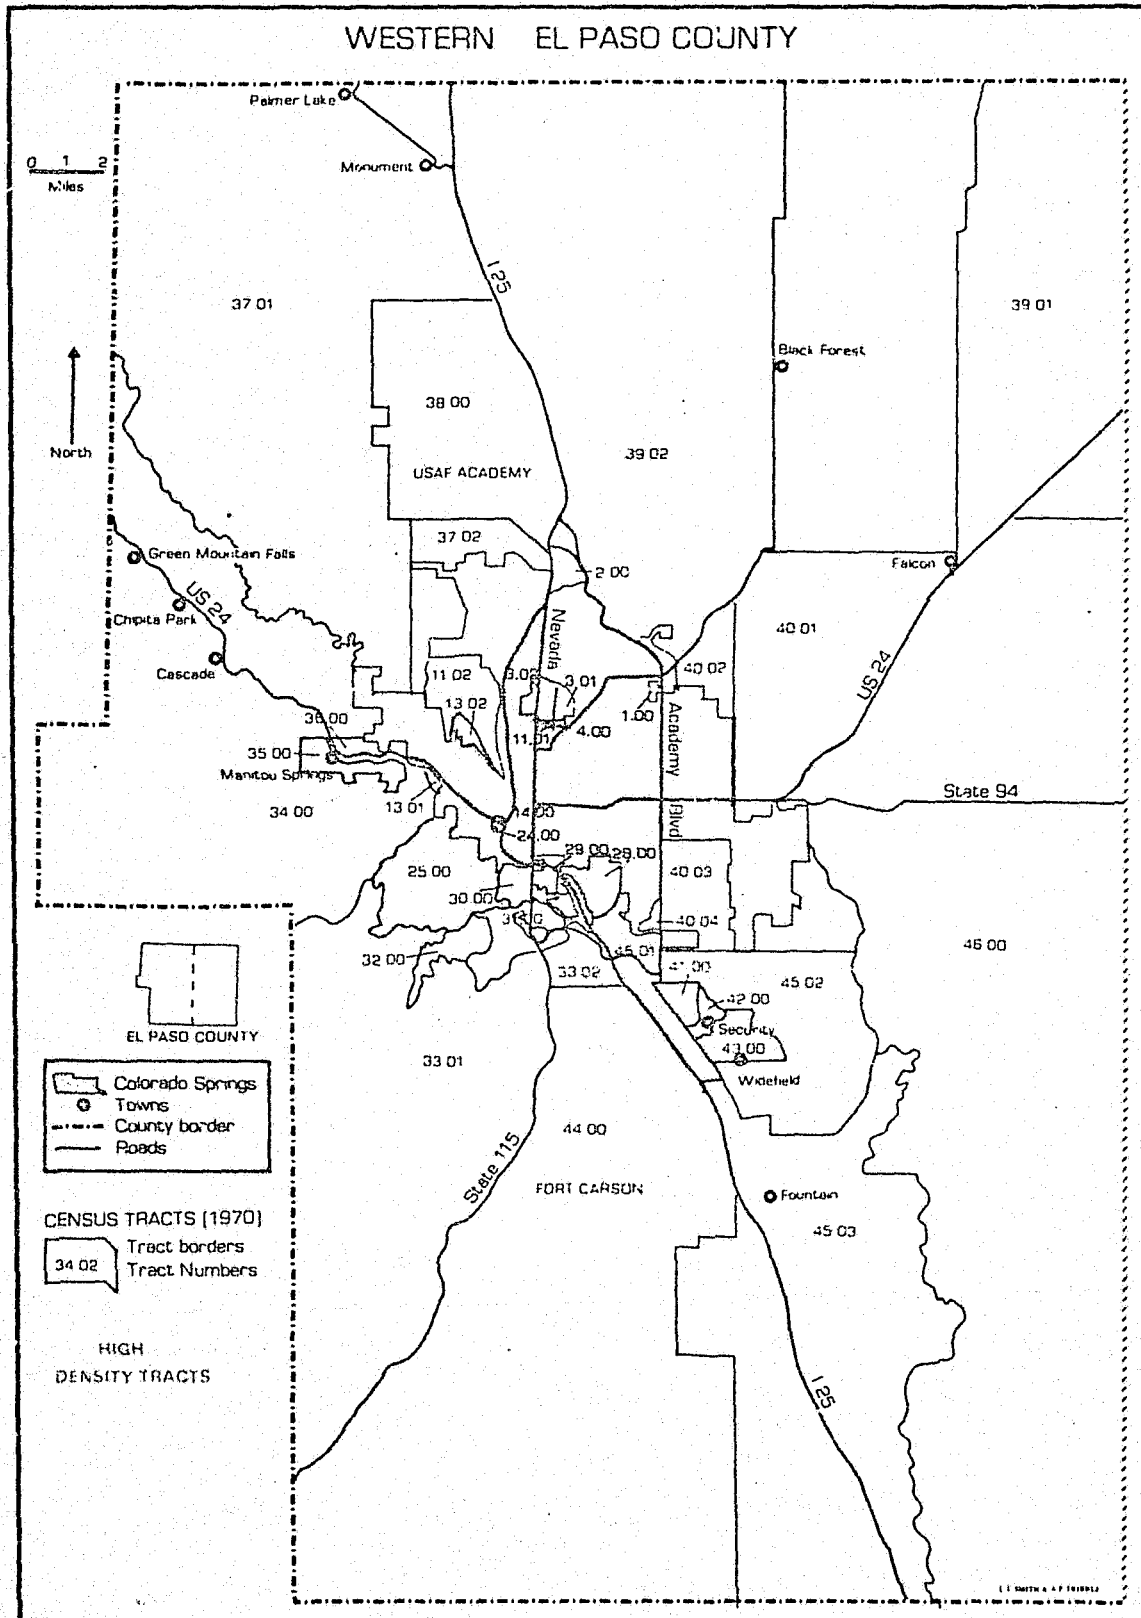 WESTERN EL PASO COUNTY
Palmer Lake
0 1 2
Miles
Monument
I 25
37 01
39 01
Black Forest
38 00
North
39 02
USAF ACADEMY
37 02
Green Mountain Falls
2 00
Falcon
US 24
Chipita Park
Nevada
40 01
Cascade
11 02
3.02
3.01
40 02
US 24
13 02
1.00
36.00
11.01
4.00
Academy
35 00
Manitou Springs
13 01
34 00
State 94
14.00
24.00
Blvd
29.00
28.00
25 00
40 03
30 00
40 04
32 00
45 01
46 00
33 02
41 00
45 02
42 00
Security
43.00
Widefield
EL PASO COUNTY
33 01
Colorado Springs
Towns
County border
Roads
44 00
State 115
FORT CARSON
Fountain
45 03
CENSUS TRACTS (1970)
Tract borders
34 02
Tract Numbers
HIGH
DENSITY TRACTS
I 25